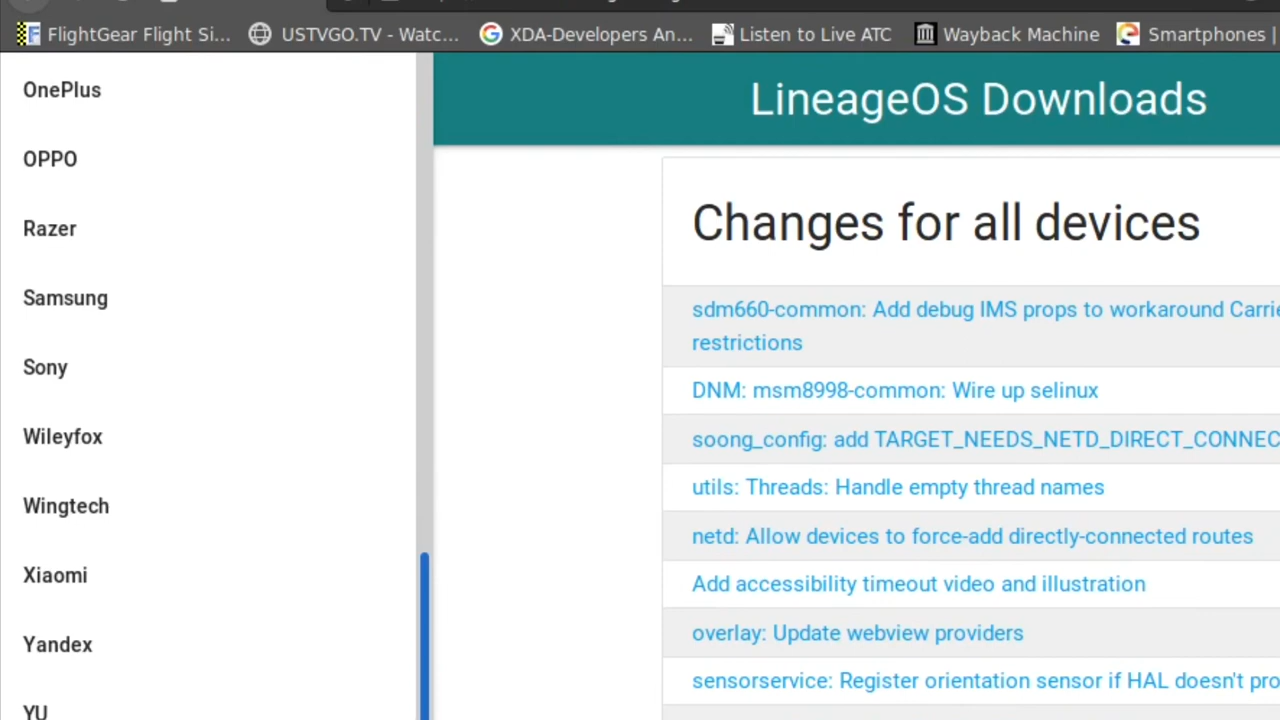 FlightGear Flight Si... USTVGO.TV - Watc... XDA-Developers An... Listen to Live ATC Wayback Machine Smartphones |
OnePlus
OPPO
Razer
Samsung
Sony
Wileyfox
Wingtech
Xiaomi
Yandex
YU
LineageOS Downloads
Changes for all devices
sdm660-common: Add debug IMS props to workaround Carrie
restrictions
DNM: msm8998-common: Wire up selinux
soong_config: add TARGET_NEEDS_NETD_DIRECT_CONNEC
utils: Threads: Handle empty thread names
netd: Allow devices to force-add directly-connected routes
Add accessibility timeout video and illustration
overlay: Update webview providers
sensorservice: Register orientation sensor if HAL doesn't pro